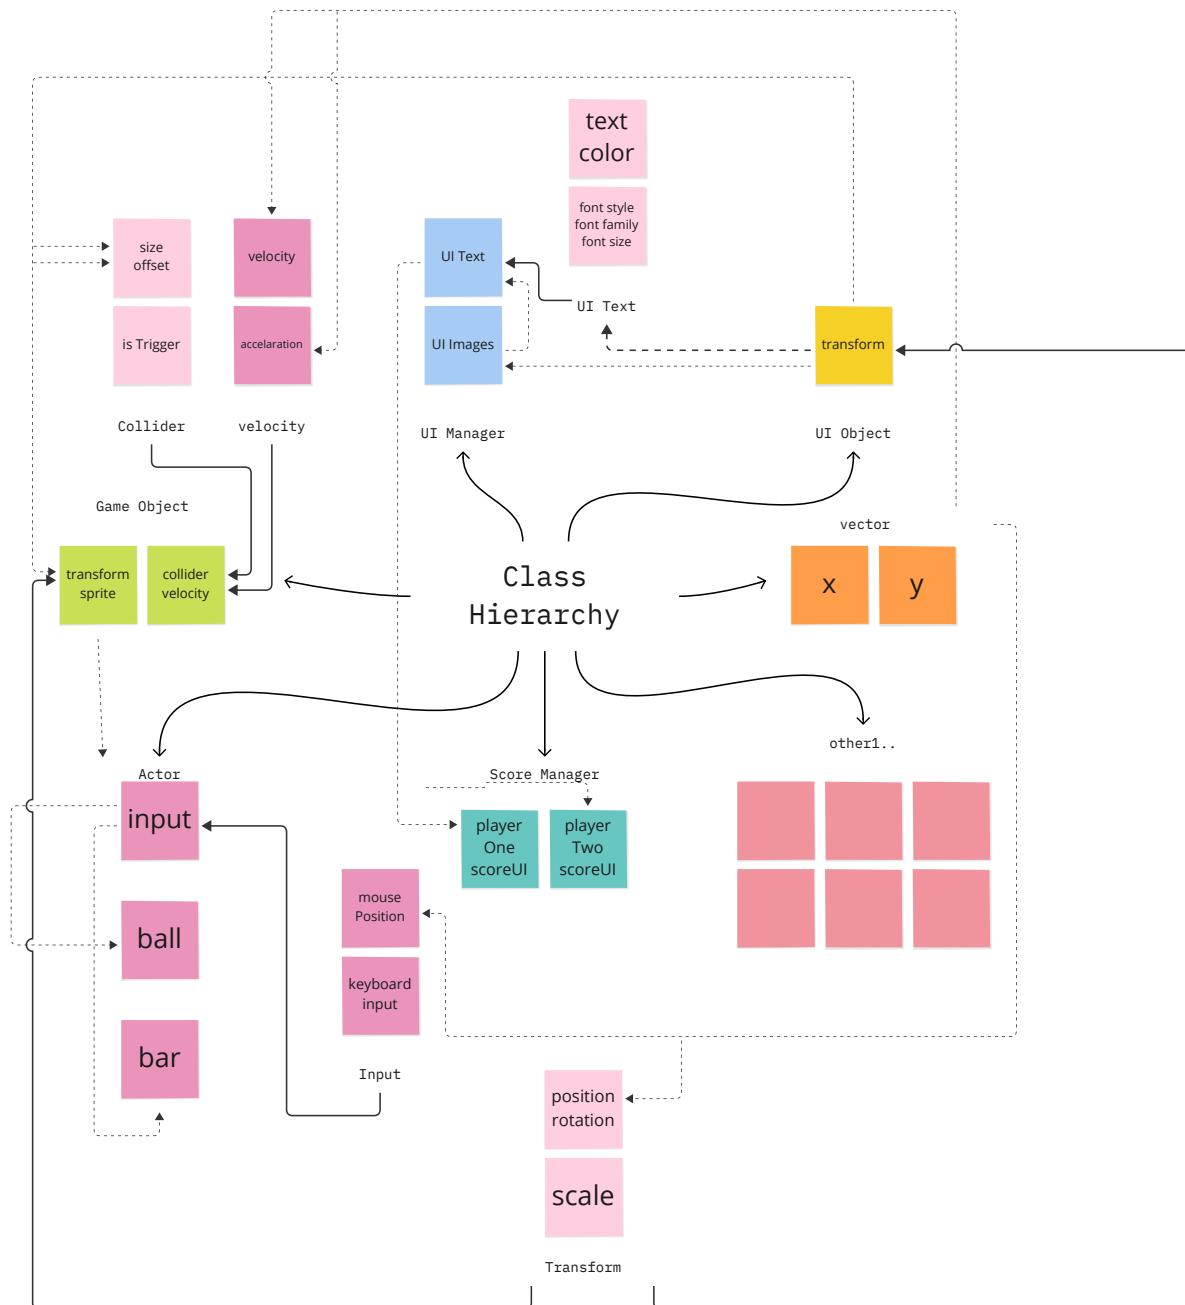 text
color
font style
font family
font size
size
offset
velocity
UI Text
UI Text
is Trigger
accelaration
UI Images
transform
Collider
velocity
UI Manager
UI Object
Game Object
vector
transform
sprite
collider
velocity
Class
Hierarchy
x
y
other1..
Actor
Score Manager
input
player
One
scoreUI
player
Two
scoreUI
mouse
Position
ball
keyboard
input
bar
Input
position
rotation
scale
Transform